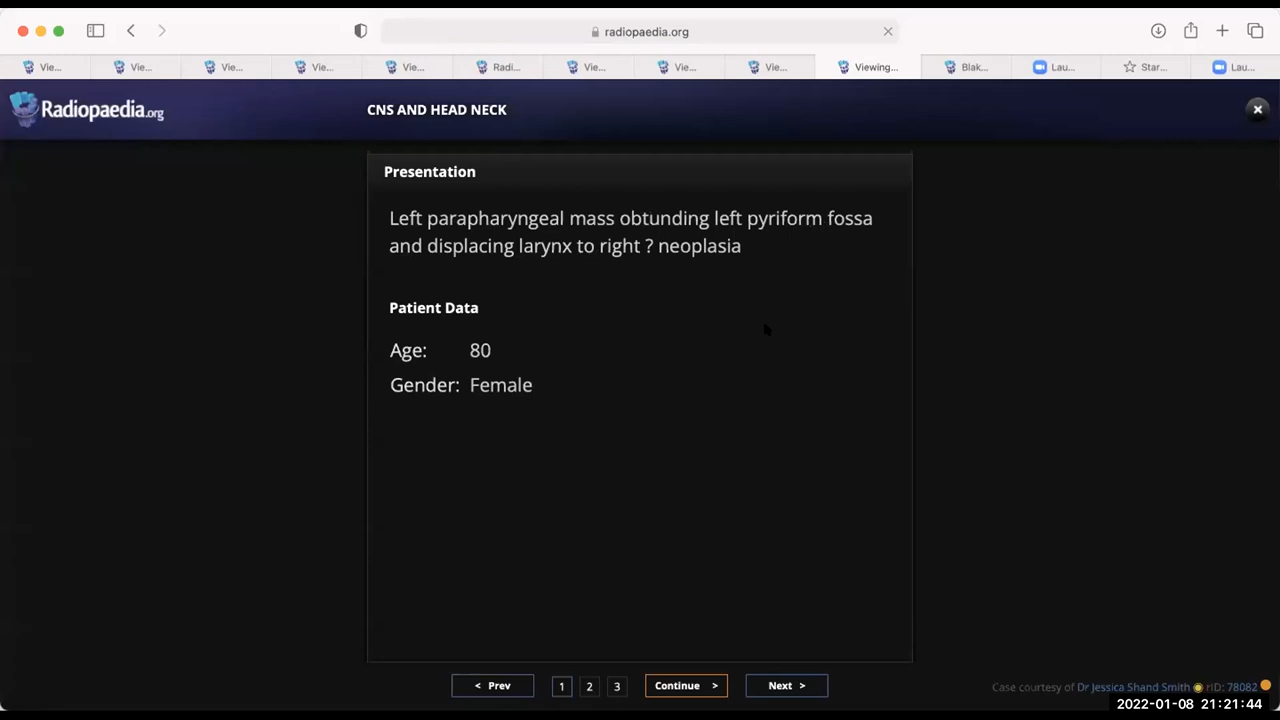 radiopaedia.org
Vie...
Vie...
Vie...
Vie...
Vie...
Radi...
Vie...
Vie...
Vie...
Viewing...
Blak...
Lau...
Star...
Lau...
Radiopaedia.org
CNS AND HEAD NECK
Presentation
Left parapharyngeal mass obtunding left pyriform fossa
and displacing larynx to right ? neoplasia
Patient Data
Age: 80
Gender: Female
< Prev
1
2
3
Continue >
Next >
Case courtesy of Dr Jessica Shand Smith rID: 78082
2022-01-08 21:21:44